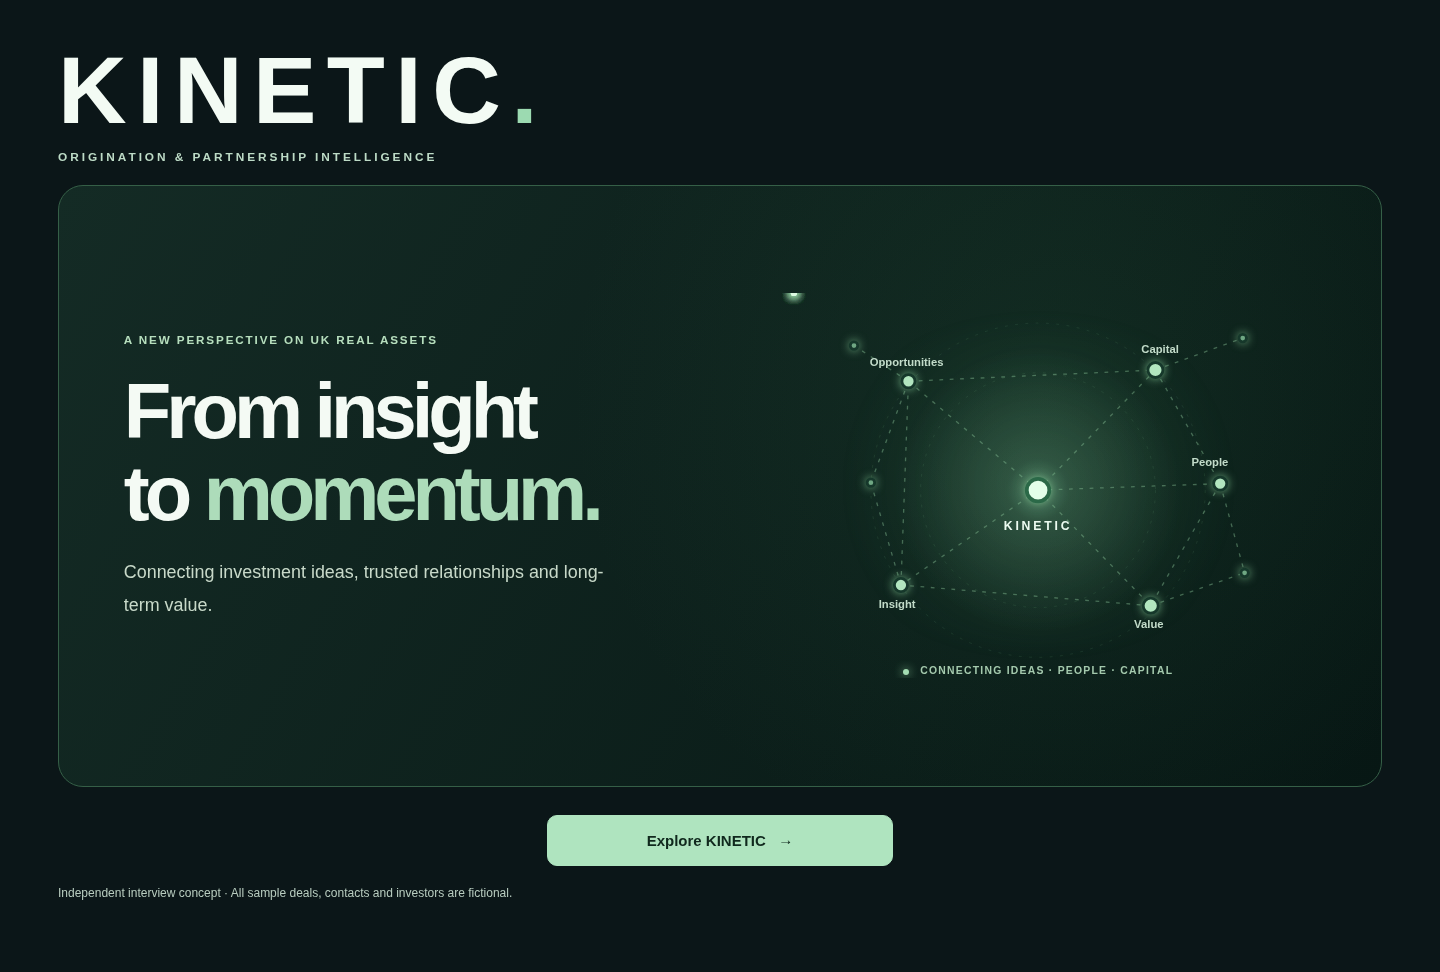 KINETIC.
ORIGINATION & PARTNERSHIP INTELLIGENCE
A NEW PERSPECTIVE ON UK REAL ASSETS
From insight
to momentum.
Connecting investment ideas, trusted relationships and long-
term value.
Opportunities
Capital
People
KINETIC
Insight
Value
CONNECTING IDEAS · PEOPLE · CAPITAL
Explore KINETIC →
Independent interview concept · All sample deals, contacts and investors are fictional.